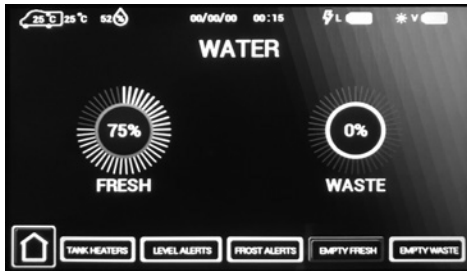 25°C 25°C 52% 00/00/00 00:15 L V
WATER
75% 0%
FRESH WASTE
TANK HEATERS LEVEL ALERTS FROST ALERTS EMPTY FRESH EMPTY WASTE